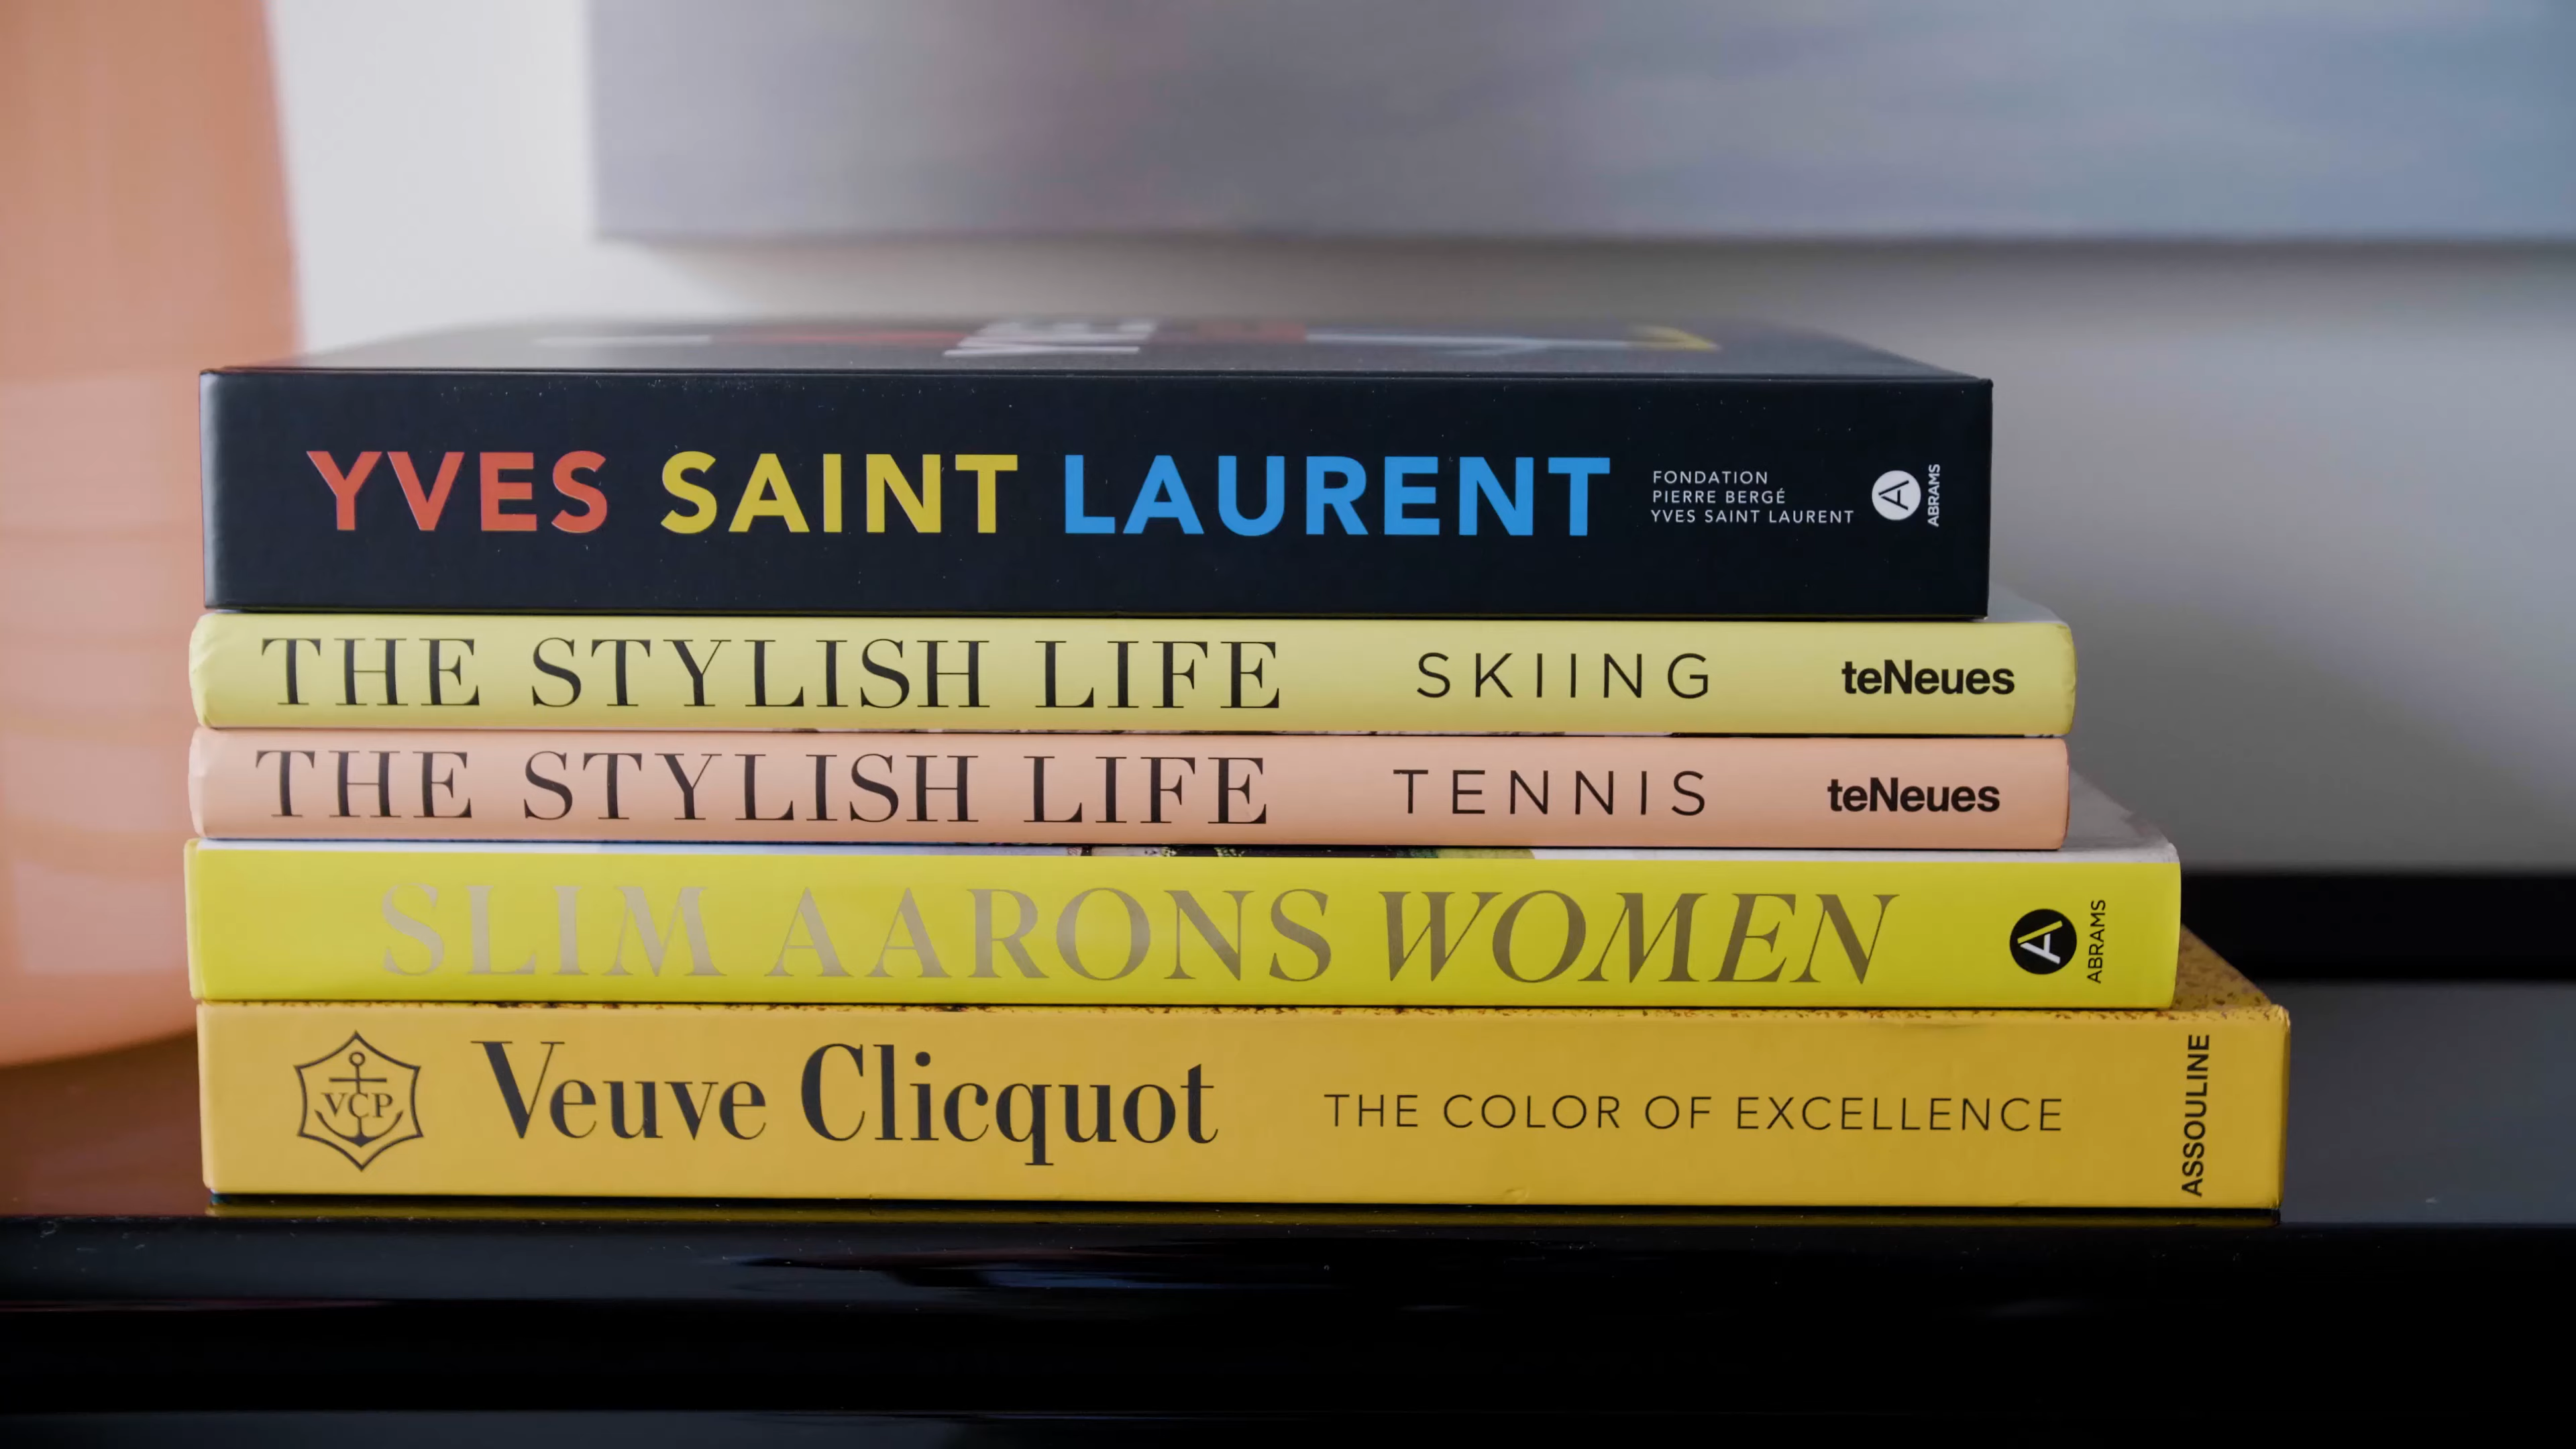 YVES SAINT LAURENT
FONDATION
PIERRE BERGÉ
YVES SAINT LAURENT
A
ABRAMS
THE STYLISH LIFE SKIING teNeues
THE STYLISH LIFE TENNIS teNeues
SLIM AARONS WOMEN
A
ABRAMS
VCP
Veuve Clicquot THE COLOR OF EXCELLENCE
ASSOULINE